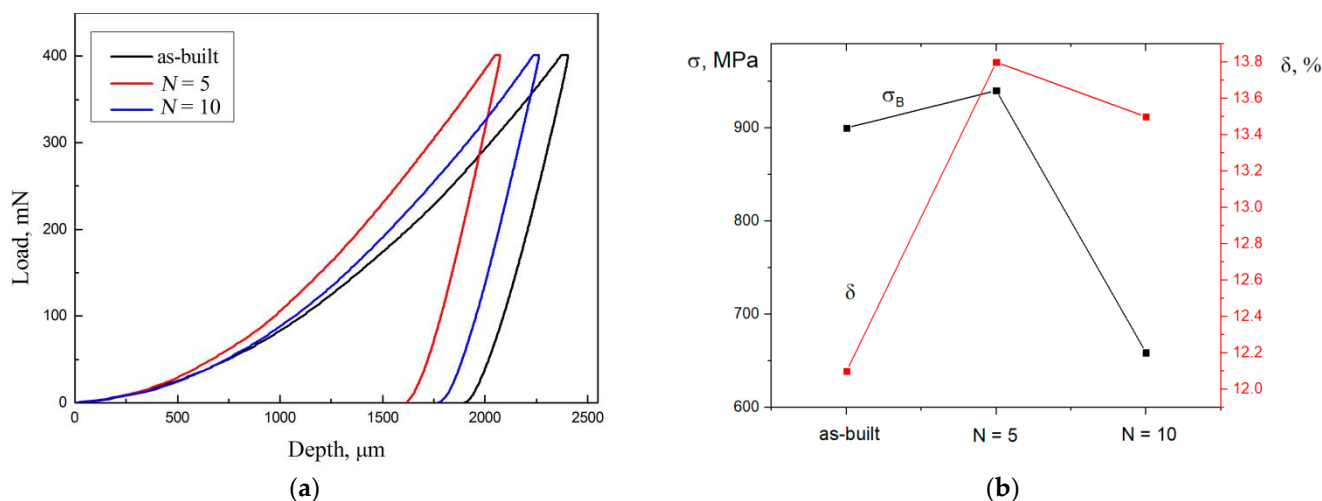 as-built
N = 5
N = 10
400
300
200
100
0
Load, mN
0
500
1000
1500
2000
2500
Depth, μm
(a)
σ, MPa
δ, %
σB
δ
900
800
700
600
13.8
13.6
13.4
13.2
13.0
12.8
12.6
12.4
12.2
12.0
as-built
N = 5
N = 10
(b)